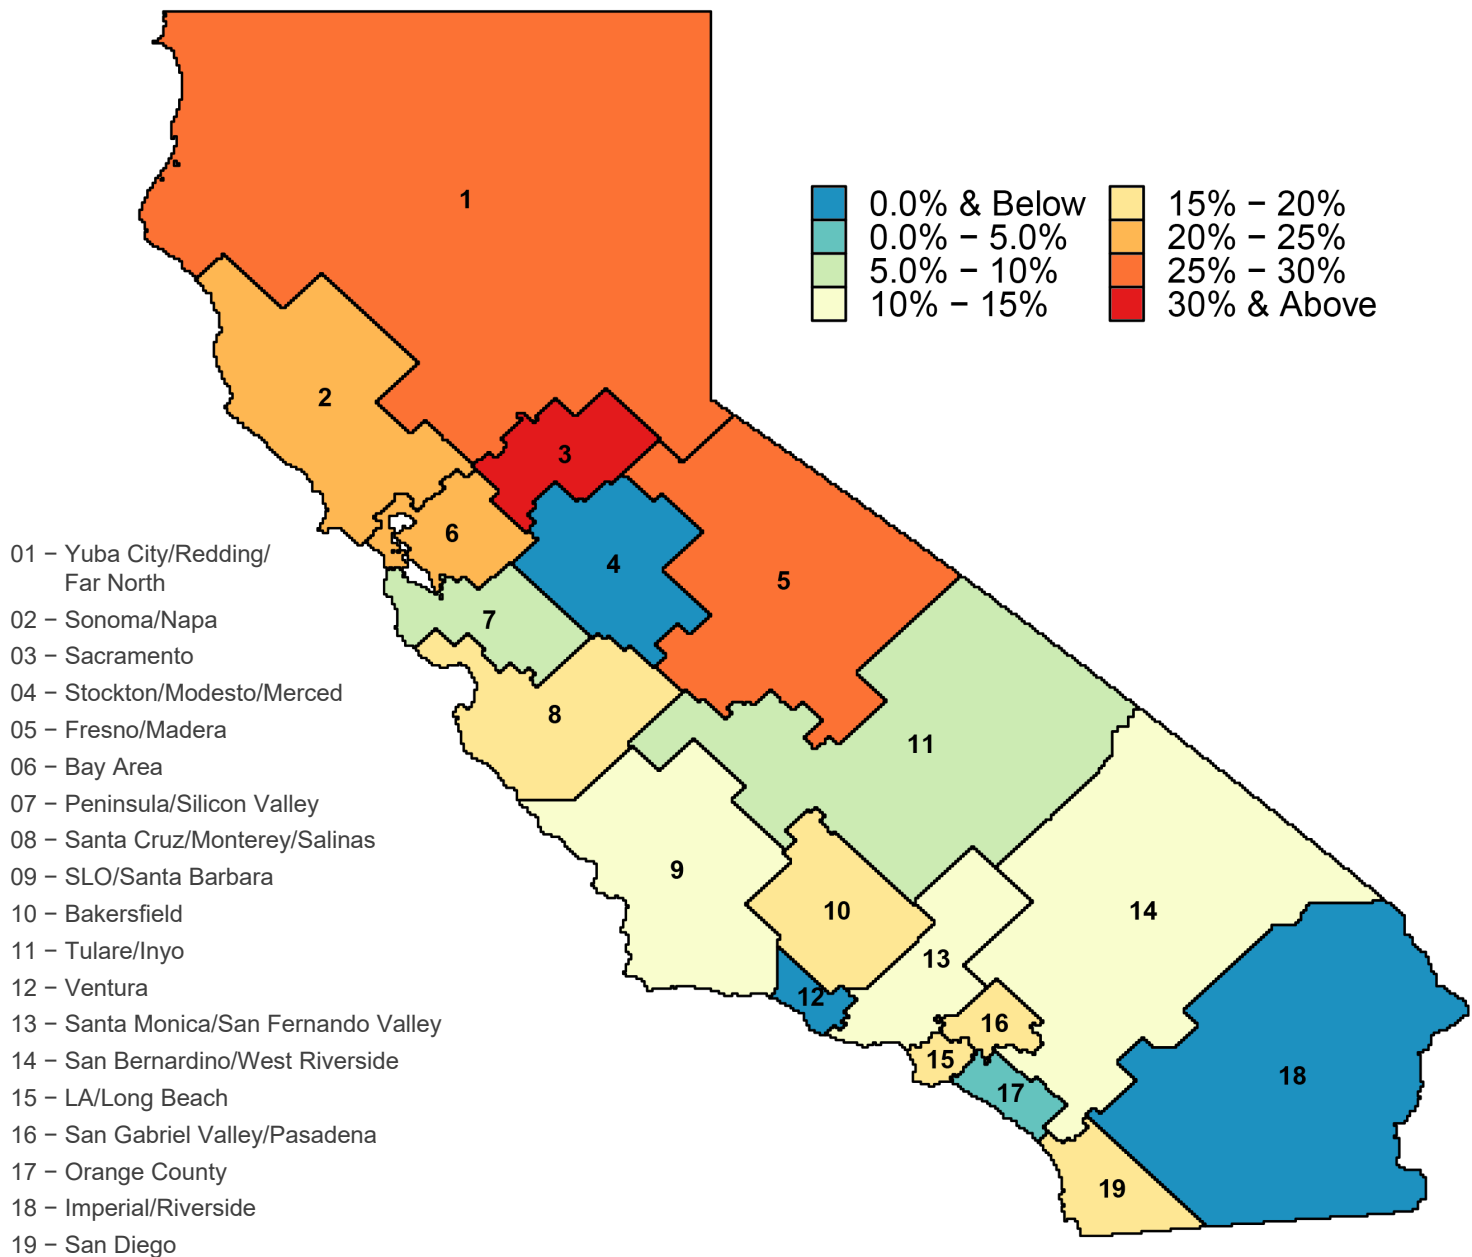 1
0.0% & Below
0.0% − 5.0%
5.0% − 10%
10% − 15%
15% − 20%
20% − 25%
25% − 30%
30% & Above
2
3
6
4
5
7
8
11
9
10
14
13
12
16
15
17
18
19
01 − Yuba City/Redding/
Far North
02 − Sonoma/Napa
03 − Sacramento
04 − Stockton/Modesto/Merced
05 − Fresno/Madera
06 − Bay Area
07 − Peninsula/Silicon Valley
08 − Santa Cruz/Monterey/Salinas
09 − SLO/Santa Barbara
10 − Bakersfield
11 − Tulare/Inyo
12 − Ventura
13 − Santa Monica/San Fernando Valley
14 − San Bernardino/West Riverside
15 − LA/Long Beach
16 − San Gabriel Valley/Pasadena
17 − Orange County
18 − Imperial/Riverside
19 − San Diego